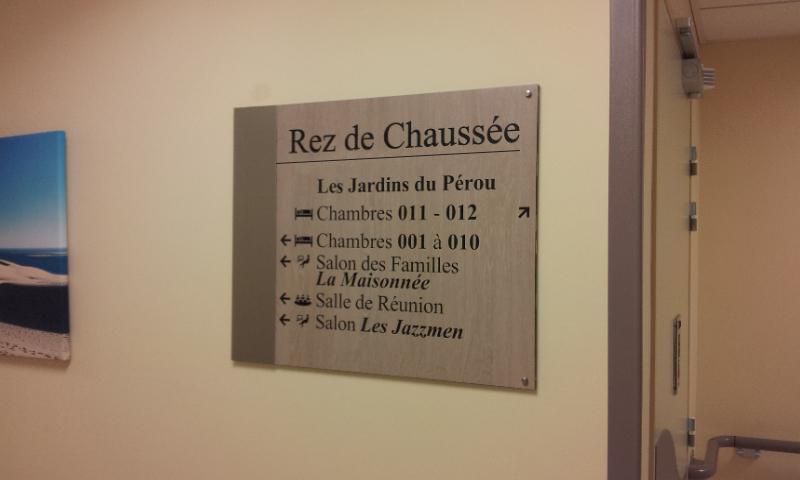 Rez de Chaussée
Les Jardins du Pérou
Chambres 011 - 012
Chambres 001 à 010
Salon des Familles
La Maisonnée
Salle de Réunion
Salon Les Jazzmen